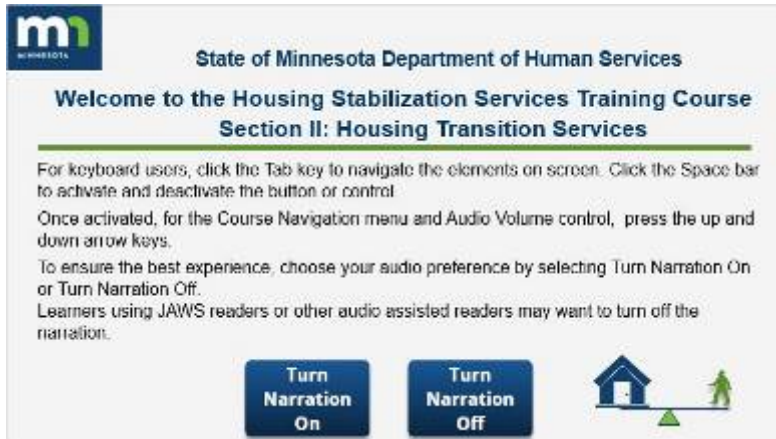 MINNESOTA
State of Minnesota Department of Human Services
Welcome to the Housing Stabilization Services Training Course
Section II: Housing Transition Services
For keyboard users, click the Tab key to navigate the elements on screen. Click the Space bar
to activate and deactivate the button or control
Once activated, for the Course Navigation menu and Audio Volume control, press the up and
down arrow keys.
To ensure the best experience, choose your audio preference by selecting Turn Narration On
or Turn Narration Off.
Learners using JAWS readers or other audio assisted readers may want to turn off the
narration.
Turn
Narration
On
Turn
Narration
Off